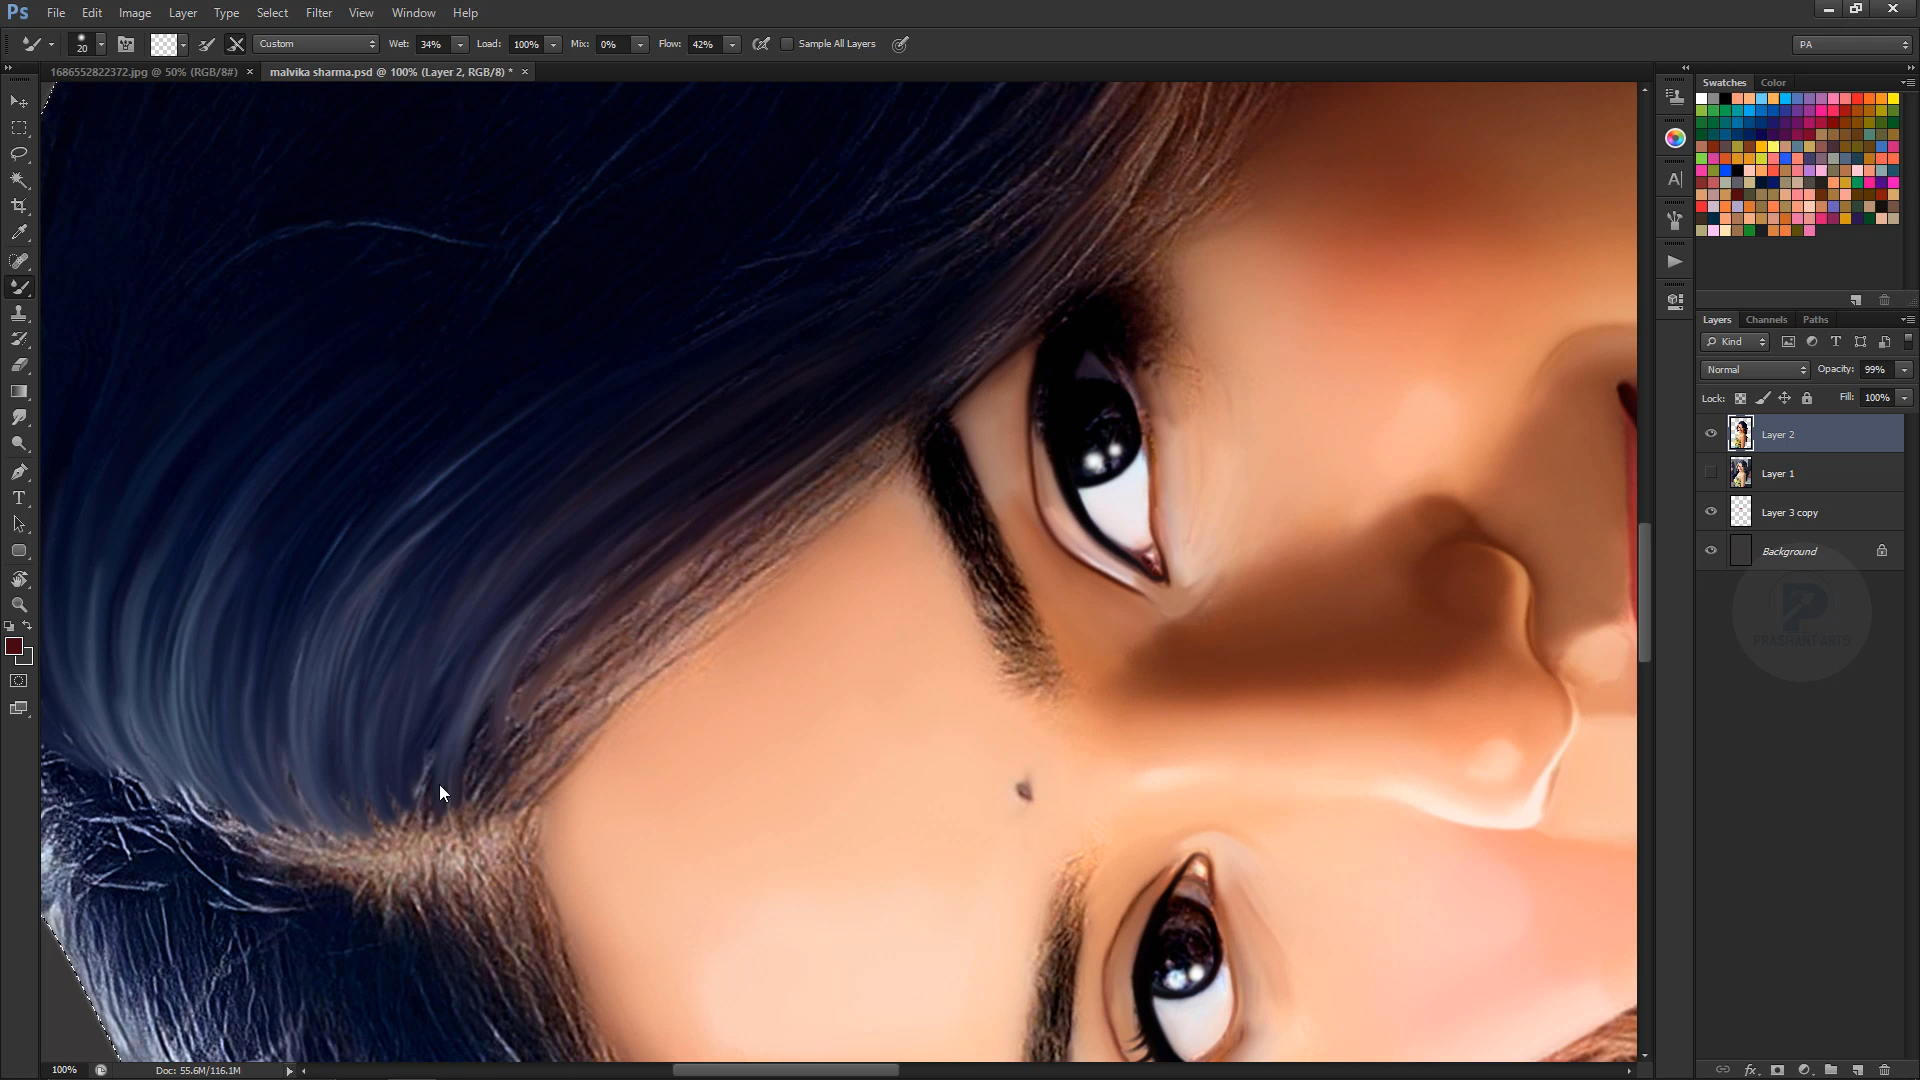 Ps File Edit Image Layer Type Select Filter View Window Help
20 Custom Wet: 34% Load: 100% Mix: 0% Flow: 42% Sample All Layers PA
1686552822372.jpg @ 50% (RGB/8#) × malvika sharma.psd @ 100% (Layer 2, RGB/8) * ×
Swatches Color
Layers Channels Paths
Kind
Normal Opacity: 99%
Lock: Fill: 100%
Layer 2
Layer 1
Layer 3 copy
Background
PRASHANT ARTS
100% Doc: 55.6M/116.1M